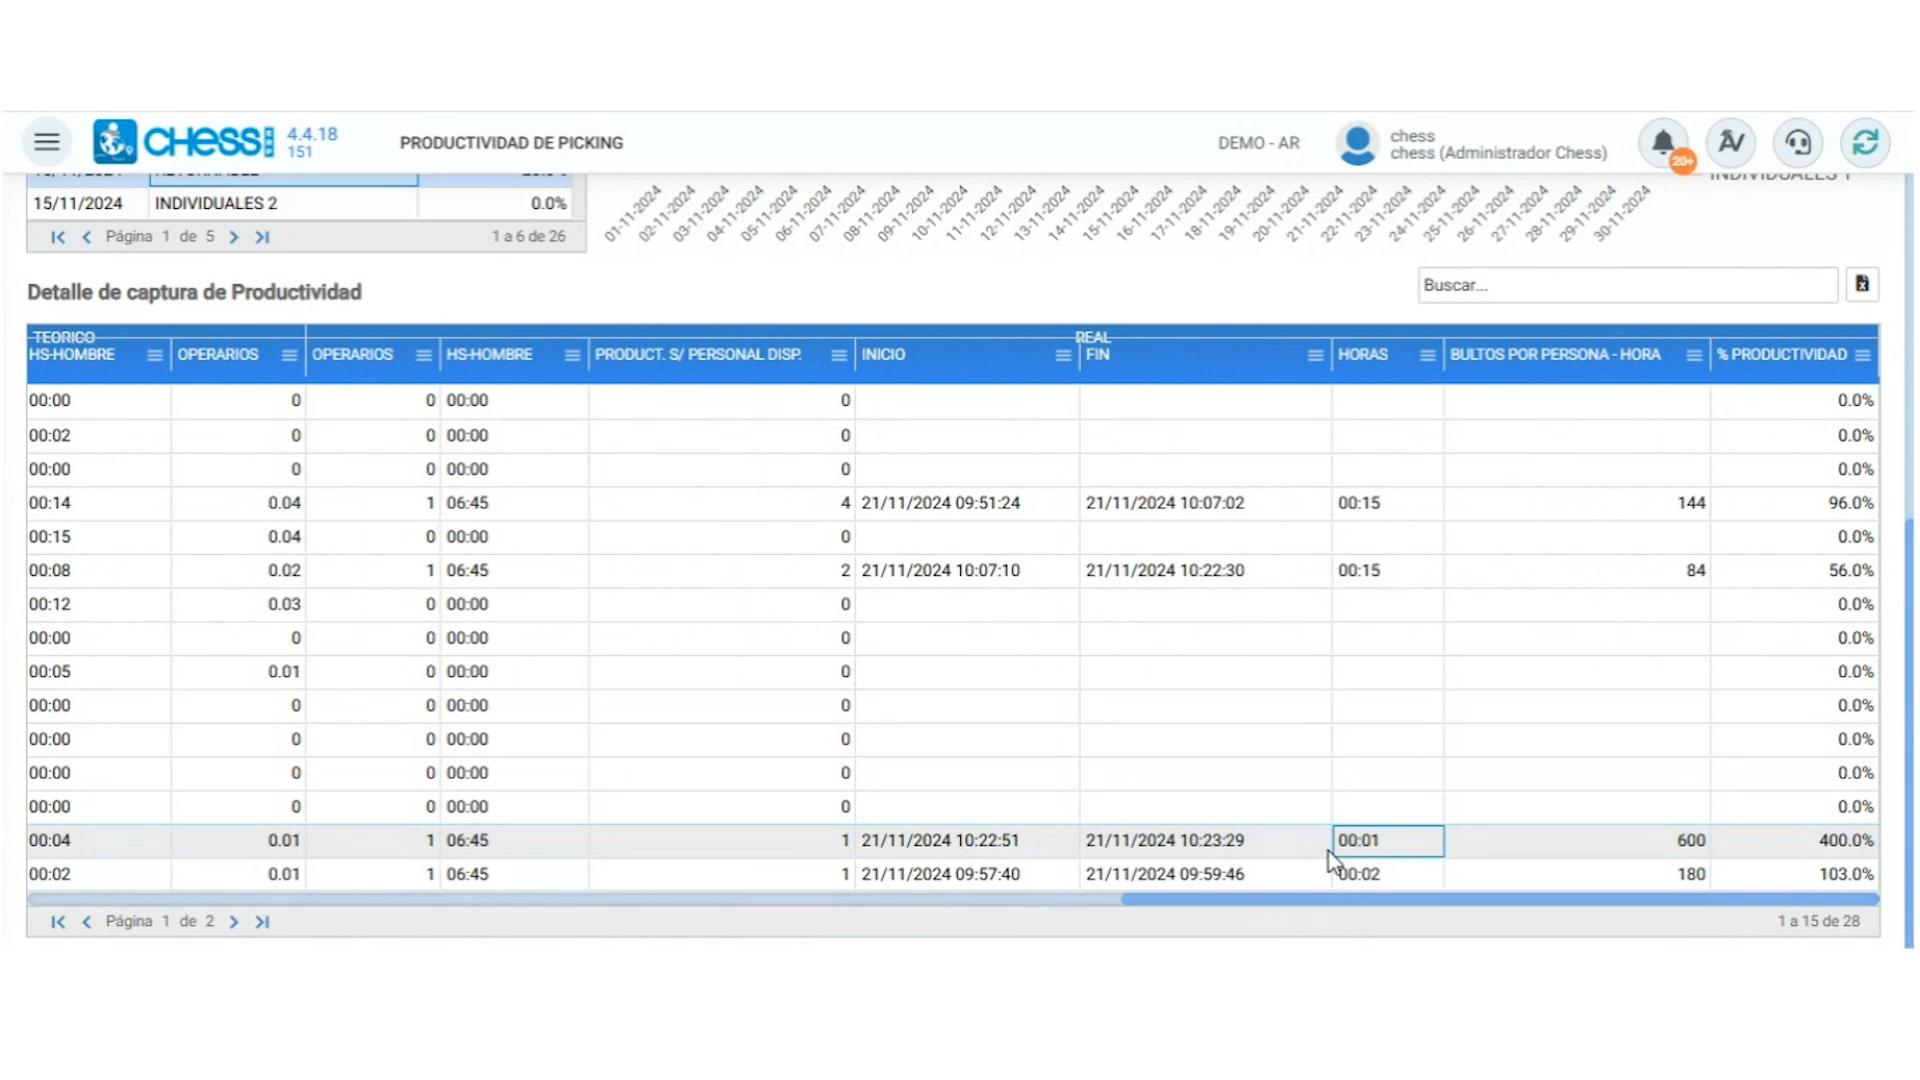 CHESS
4.4.18
151
PRODUCTIVIDAD DE PICKING
DEMO - AR
chess
chess (Administrador Chess)
20+
15/11/2024 INDIVIDUALES 2 0.0%
Página 1 de 5 1 a 6 de 26
01-11-2024 02-11-2024 03-11-2024 04-11-2024 05-11-2024 06-11-2024 07-11-2024 08-11-2024 09-11-2024 10-11-2024 11-11-2024 12-11-2024 13-11-2024 14-11-2024 15-11-2024 16-11-2024 17-11-2024 18-11-2024 19-11-2024 20-11-2024 21-11-2024 22-11-2024 23-11-2024 24-11-2024 25-11-2024 26-11-2024 27-11-2024 28-11-2024 29-11-2024 30-11-2024
Detalle de captura de Productividad
Buscar...
TEORICO REAL
HS-HOMBRE OPERARIOS OPERARIOS HS-HOMBRE PRODUCT. S/ PERSONAL DISP. INICIO FIN HORAS BULTOS POR PERSONA - HORA % PRODUCTIVIDAD
00:00 0 0 00:00 0 0.0%
00:02 0 0 00:00 0 0.0%
00:00 0 0 00:00 0 0.0%
00:14 0.04 1 06:45 4 21/11/2024 09:51:24 21/11/2024 10:07:02 00:15 144 96.0%
00:15 0.04 0 00:00 0 0.0%
00:08 0.02 1 06:45 2 21/11/2024 10:07:10 21/11/2024 10:22:30 00:15 84 56.0%
00:12 0.03 0 00:00 0 0.0%
00:00 0 0 00:00 0 0.0%
00:05 0.01 0 00:00 0 0.0%
00:00 0 0 00:00 0 0.0%
00:00 0 0 00:00 0 0.0%
00:00 0 0 00:00 0 0.0%
00:00 0 0 00:00 0 0.0%
00:04 0.01 1 06:45 1 21/11/2024 10:22:51 21/11/2024 10:23:29 00:01 600 400.0%
00:02 0.01 1 06:45 1 21/11/2024 09:57:40 21/11/2024 09:59:46 00:02 180 103.0%
Página 1 de 2 1 a 15 de 28